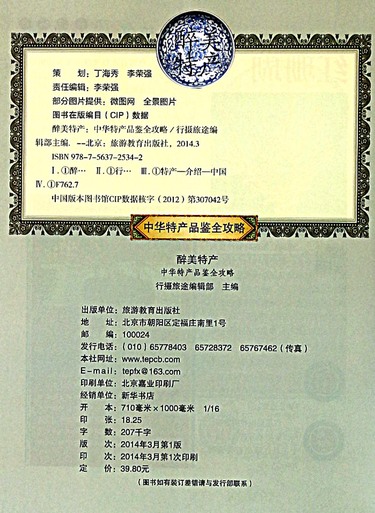 醉美
特产
策　　划：丁海秀　李荣强
责任编辑：李荣强
部分图片提供：微图网　全景图片
图书在版编目（CIP）数据
醉美特产：中华特产品鉴全攻略/行摄旅途编
辑部主编. --北京：旅游教育出版社，2014.3
ISBN 978-7-5637-2534-2
Ⅰ.①醉…　Ⅱ.①行…　Ⅲ.①特产—介绍—中国
Ⅳ.①F762.7
中国版本图书馆CIP数据核字（2012）第307042号
中华特产品鉴全攻略
醉美特产
中华特产品鉴全攻略
行摄旅途编辑部　主编
出版单位：旅游教育出版社
地　　址：北京市朝阳区定福庄南里1号
邮　　编：100024
发行电话：（010）65778403　65728372　65767462（传真）
本社网址：www.tepcb.com
E-mail：tepfx@163.com
印刷单位：北京嘉业印刷厂
经销单位：新华书店
开　　本：710毫米×1000毫米　1/16
印　　张：18.25
字　　数：207千字
版　　次：2014年3月第1版
印　　次：2014年3月第1次印刷
定　　价：39.80元
（图书如有装订差错请与发行部联系）